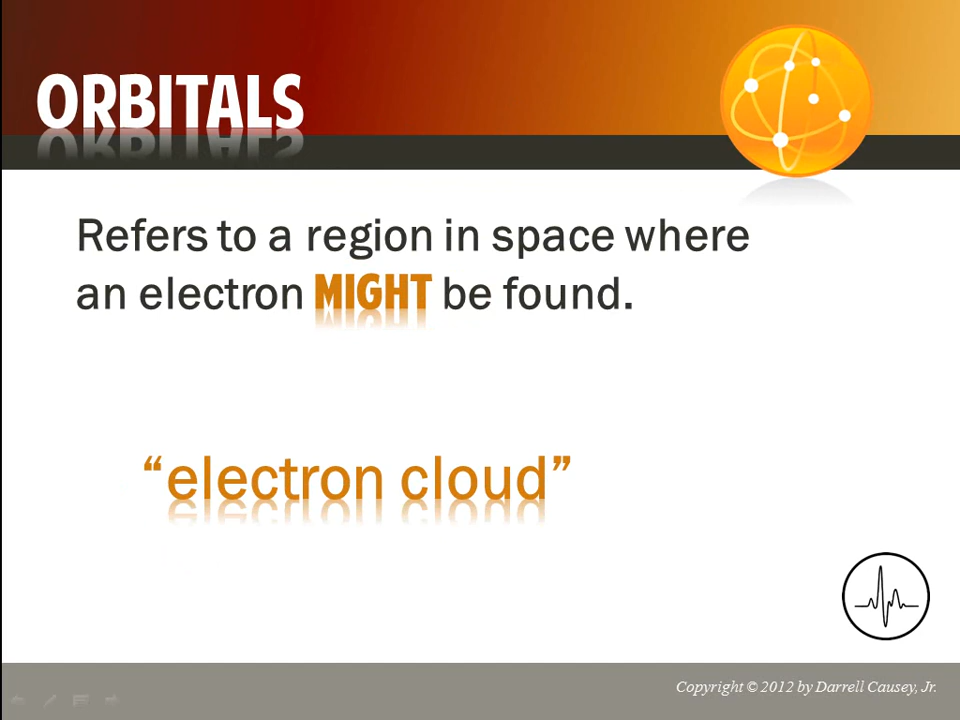 ORBITALS
Refers to a region in space where
an electron MIGHT be found.
“electron cloud”
Copyright © 2012 by Darrell Causey, Jr.